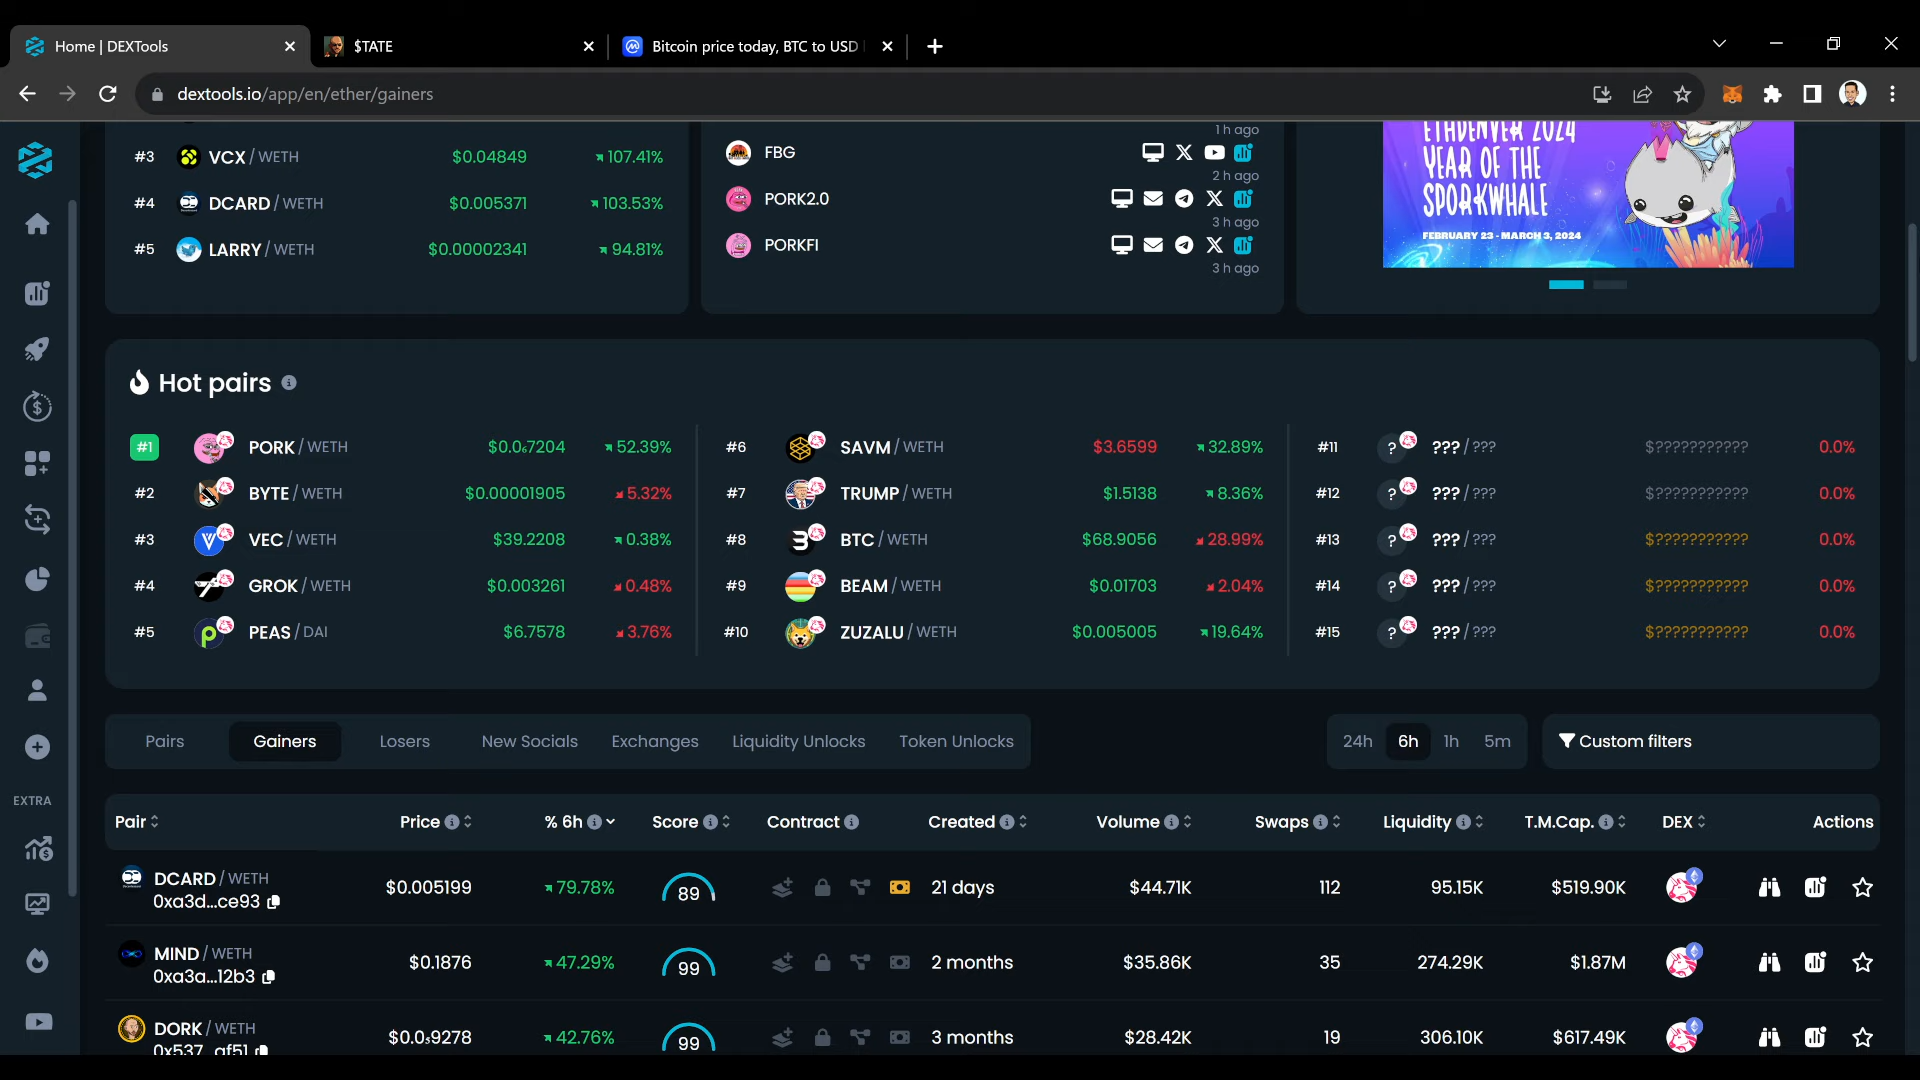 Home | DEXTools
$TATE
Bitcoin price today, BTC to USD
dextools.io/app/en/ether/gainers
1 h ago
#3 VCX / WETH $0.04849 107.41%
#4 DCARD / WETH $0.005371 103.53%
#5 LARRY / WETH $0.00002341 94.81%
FBG
2 h ago
PORK2.0
3 h ago
PORKFI
3 h ago
ETHDENVER 2024
YEAR OF THE
SPORKWHALE
FEBRUARY 23 - MARCH 3, 2024
Hot pairs
#1 PORK / WETH $0.0₆7204 52.39%
#2 BYTE / WETH $0.00001905 5.32%
#3 VEC / WETH $39.2208 0.38%
#4 GROK / WETH $0.003261 0.48%
#5 PEAS / DAI $6.7578 3.76%
#6 SAVM / WETH $3.6599 32.89%
#7 TRUMP / WETH $1.5138 8.36%
#8 BTC / WETH $68.9056 28.99%
#9 BEAM / WETH $0.01703 2.04%
#10 ZUZALU / WETH $0.005005 19.64%
#11 ? ??? / ??? $??????????? 0.0%
#12 ? ??? / ??? $??????????? 0.0%
#13 ? ??? / ??? $??????????? 0.0%
#14 ? ??? / ??? $??????????? 0.0%
#15 ? ??? / ??? $??????????? 0.0%
Pairs Gainers Losers New Socials Exchanges Liquidity Unlocks Token Unlocks 24h 6h 1h 5m Custom filters
EXTRA
Pair Price % 6h Score Contract Created Volume Swaps Liquidity T.M.Cap. DEX Actions
DCARD / WETH $0.005199 79.78% 89 21 days $44.71K 112 95.15K $519.90K
0xa3d...ce93
MIND / WETH $0.1876 47.29% 99 2 months $35.86K 35 274.29K $1.87M
0xa3a...12b3
DORK / WETH $0.0₅9278 42.76% 99 3 months $28.42K 19 306.10K $617.49K
0x537...af51